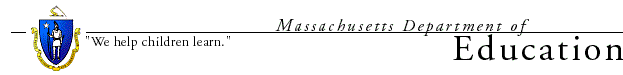 Massachusetts Department of
"We help children learn."
Education